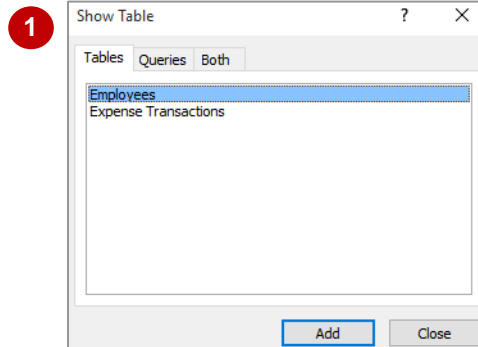 1
Show Table ? X
Tables Queries Both
Employees
Expense Transactions
Add Close